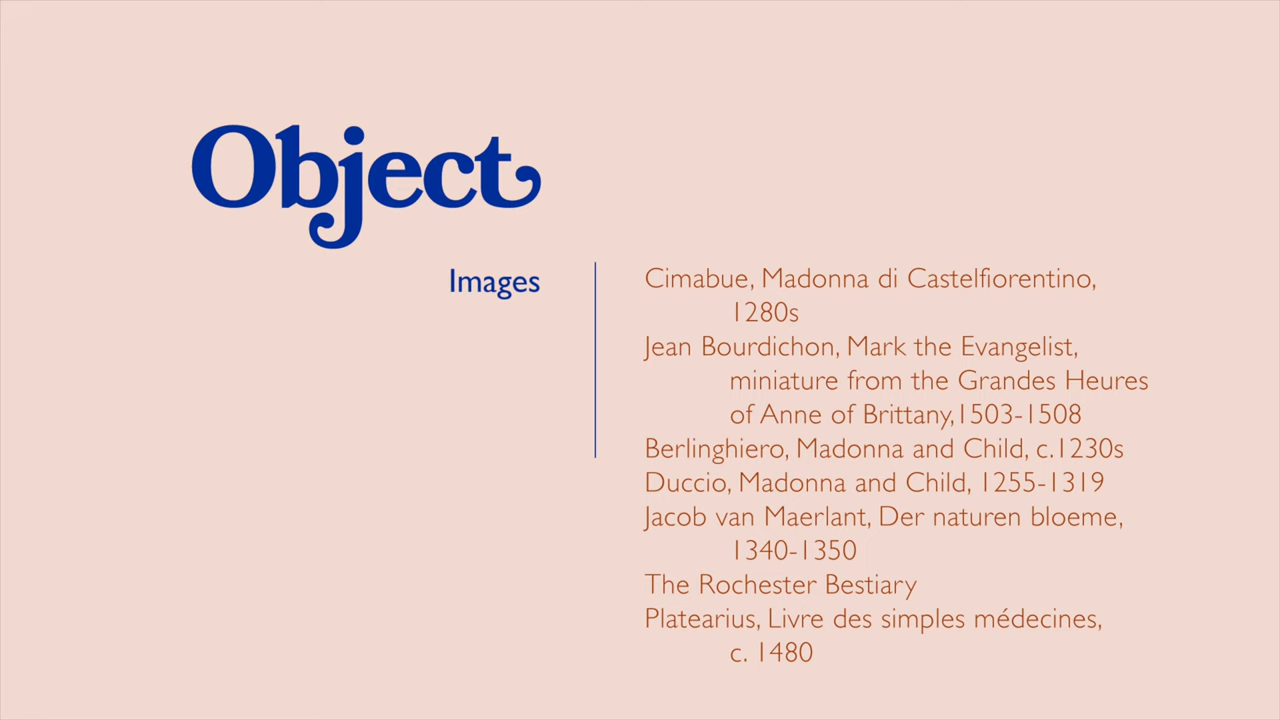 Object
Images
Cimabue, Madonna di Castelfiorentino,
1280s
Jean Bourdichon, Mark the Evangelist,
miniature from the Grandes Heures
of Anne of Brittany,1503-1508
Berlinghiero, Madonna and Child, c.1230s
Duccio, Madonna and Child, 1255-1319
Jacob van Maerlant, Der naturen bloeme,
1340-1350
The Rochester Bestiary
Platearius, Livre des simples médecines,
c. 1480